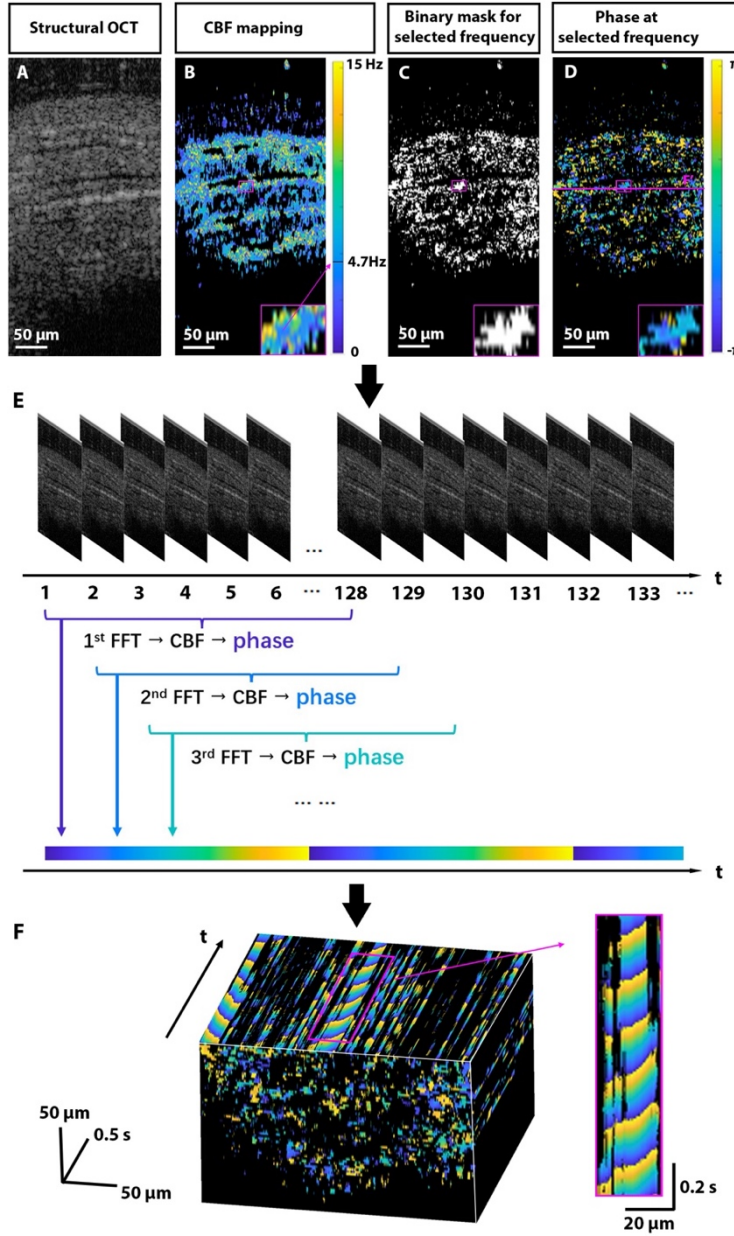 Structural OCT
CBF mapping
Binary mask for
selected frequency
Phase at
selected frequency
A
B
C
D
15 Hz
4.7Hz
0
50 μm
50 μm
50 μm
50 μm
E
...
t
1 2 3 4 5 6 ... 128 129 130 131 132 133 ...
1st FFT → CBF → phase
2nd FFT → CBF → phase
3rd FFT → CBF → phase
... ...
t
F
t
50 μm
0.5 s
50 μm
0.2 s
20 μm